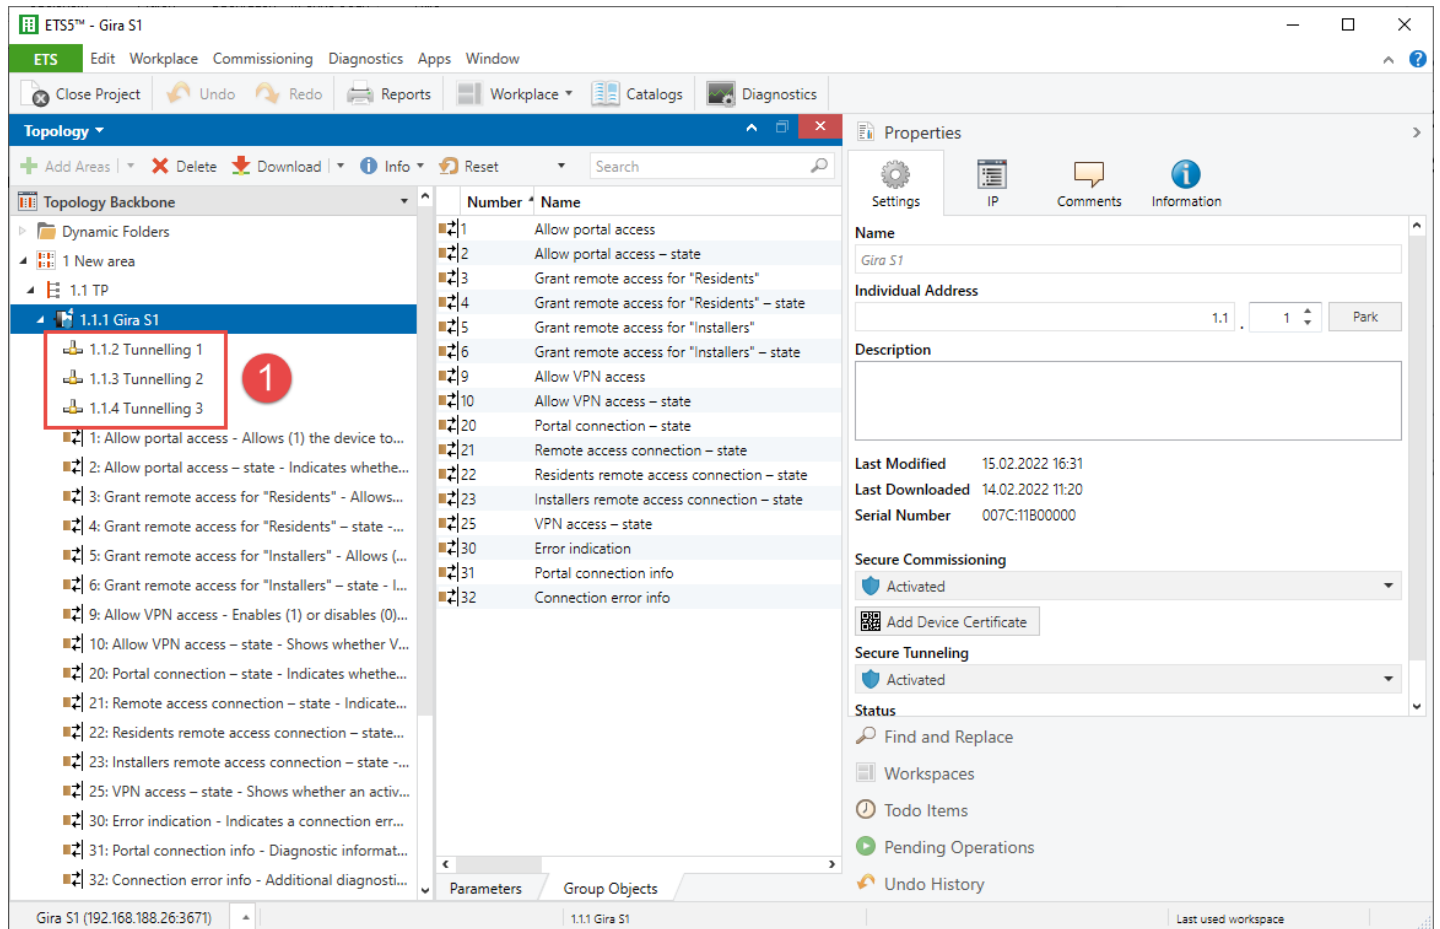 ETS5™ - Gira S1
ETS Edit Workplace Commissioning Diagnostics Apps Window
Close Project Undo Redo Reports Workplace Catalogs Diagnostics
Topology
Add Areas Delete Download Info Reset Search
Topology Backbone
Dynamic Folders
1 New area
1.1 TP
1.1.1 Gira S1
1.1.2 Tunnelling 1
1.1.3 Tunnelling 2
1.1.4 Tunnelling 3
1
1: Allow portal access - Allows (1) the device to...
2: Allow portal access – state - Indicates whethe...
3: Grant remote access for "Residents" - Allows...
4: Grant remote access for "Residents" – state -...
5: Grant remote access for "Installers" - Allows (...
6: Grant remote access for "Installers" – state - I...
9: Allow VPN access - Enables (1) or disables (0)...
10: Allow VPN access – state - Shows whether V...
20: Portal connection – state - Indicates whethe...
21: Remote access connection – state - Indicate...
22: Residents remote access connection – state...
23: Installers remote access connection – state -...
25: VPN access – state - Shows whether an activ...
30: Error indication - Indicates a connection err...
31: Portal connection info - Diagnostic informat...
32: Connection error info - Additional diagnosti...
Number Name
1 Allow portal access
2 Allow portal access – state
3 Grant remote access for "Residents"
4 Grant remote access for "Residents" – state
5 Grant remote access for "Installers"
6 Grant remote access for "Installers" – state
9 Allow VPN access
10 Allow VPN access – state
20 Portal connection – state
21 Remote access connection – state
22 Residents remote access connection – state
23 Installers remote access connection – state
25 VPN access – state
30 Error indication
31 Portal connection info
32 Connection error info
Parameters Group Objects
Properties
Settings IP Comments Information
Name
Gira S1
Individual Address
1.1 . 1 Park
Description
Last Modified 15.02.2022 16:31
Last Downloaded 14.02.2022 11:20
Serial Number 007C:11B00000
Secure Commissioning
Activated
Add Device Certificate
Secure Tunneling
Activated
Status
Find and Replace
Workspaces
Todo Items
Pending Operations
Undo History
Gira S1 (192.168.188.26:3671) 1.1.1 Gira S1 Last used workspace